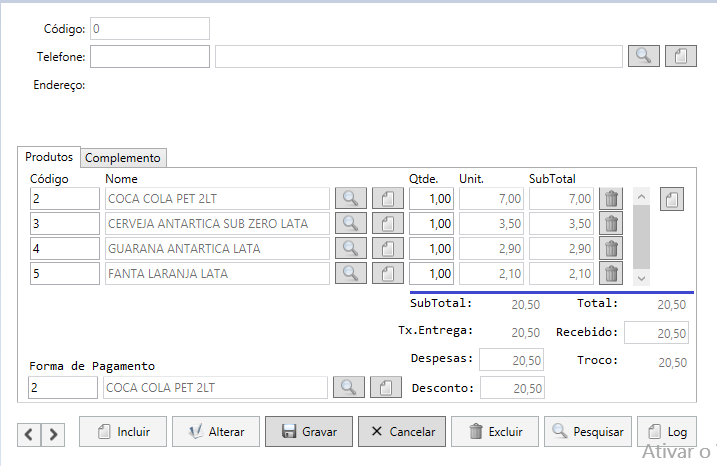 Código: 0
Telefone:
Endereço:
Produtos Complemento
Código Nome Qtde. Unit. SubTotal
2 COCA COLA PET 2LT 1,00 7,00 7,00
3 CERVEJA ANTARTICA SUB ZERO LATA 1,00 3,50 3,50
4 GUARANA ANTARTICA LATA 1,00 2,90 2,90
5 FANTA LARANJA LATA 1,00 2,10 2,10
SubTotal: 20,50 Total: 20,50
Tx.Entrega: 20,50 Recebido: 20,50
Despesas: 20,50 Troco: 20,50
Forma de Pagamento
2 COCA COLA PET 2LT Desconto: 20,50
Incluir Alterar Gravar Cancelar Excluir Pesquisar Log
Ativar o